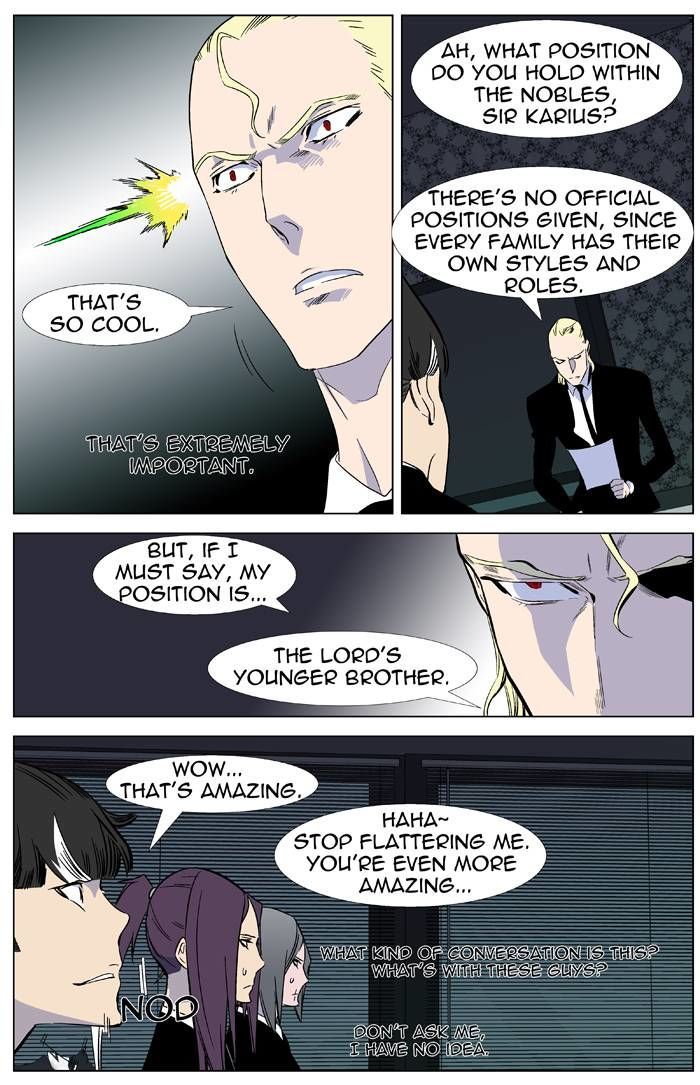 THAT'S
SO COOL.
THAT'S EXTREMELY
IMPORTANT.
AH, WHAT POSITION
DO YOU HOLD WITHIN
THE NOBLES,
SIR KARIUS?
THERE'S NO OFFICIAL
POSITIONS GIVEN, SINCE
EVERY FAMILY HAS THEIR
OWN STYLES AND
ROLES.
BUT, IF I
MUST SAY, MY
POSITION IS...
THE LORD'S
YOUNGER BROTHER.
WOW...
THAT'S AMAZING.
HAHA~
STOP FLATTERING ME.
YOU'RE EVEN MORE
AMAZING...
WHAT KIND OF CONVERSATION IS THIS?
WHAT'S WITH THESE GUYS?
NOD
DON'T ASK ME,
I HAVE NO IDEA.